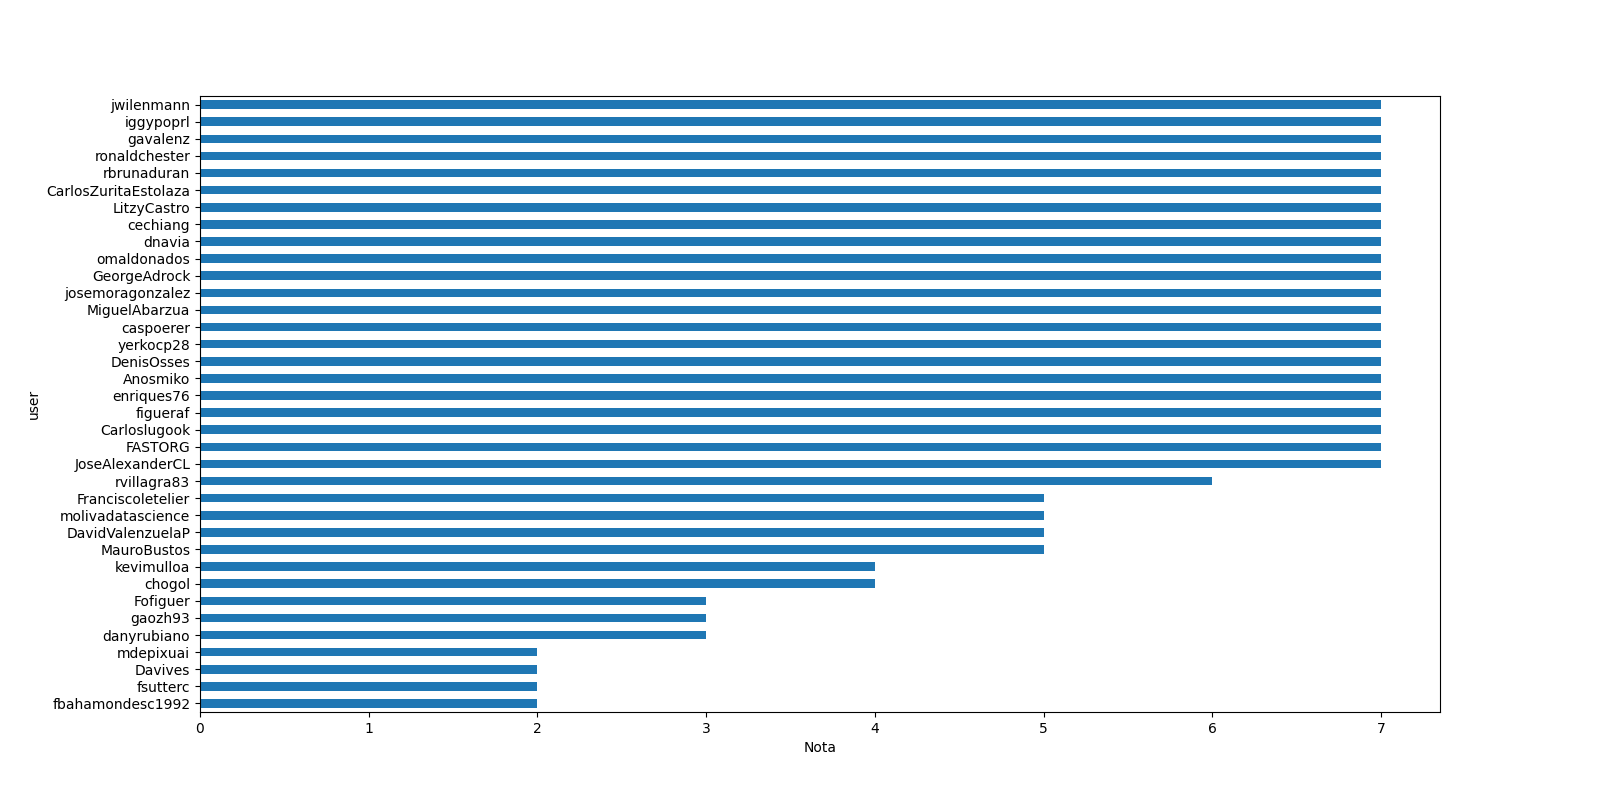 jwilenmann
iggypoprl
gavalenz
ronaldchester
rbrunaduran
CarlosZuritaEstolaza
LitzyCastro
cechiang
dnavia
omaldonados
GeorgeAdrock
josemoragonzalez
MiguelAbarzua
caspoerer
yerkocp28
DenisOsses
Anosmiko
enriques76
figueraf
Carloslugook
FASTORG
JoseAlexanderCL
rvillagra83
Franciscoletelier
molivadatascience
DavidValenzuelaP
MauroBustos
kevimulloa
chogol
Fofiguer
gaozh93
danyrubiano
mdepixuai
Davives
fsutterc
fbahamondesc1992
user
0 1 2 3 4 5 6 7
Nota